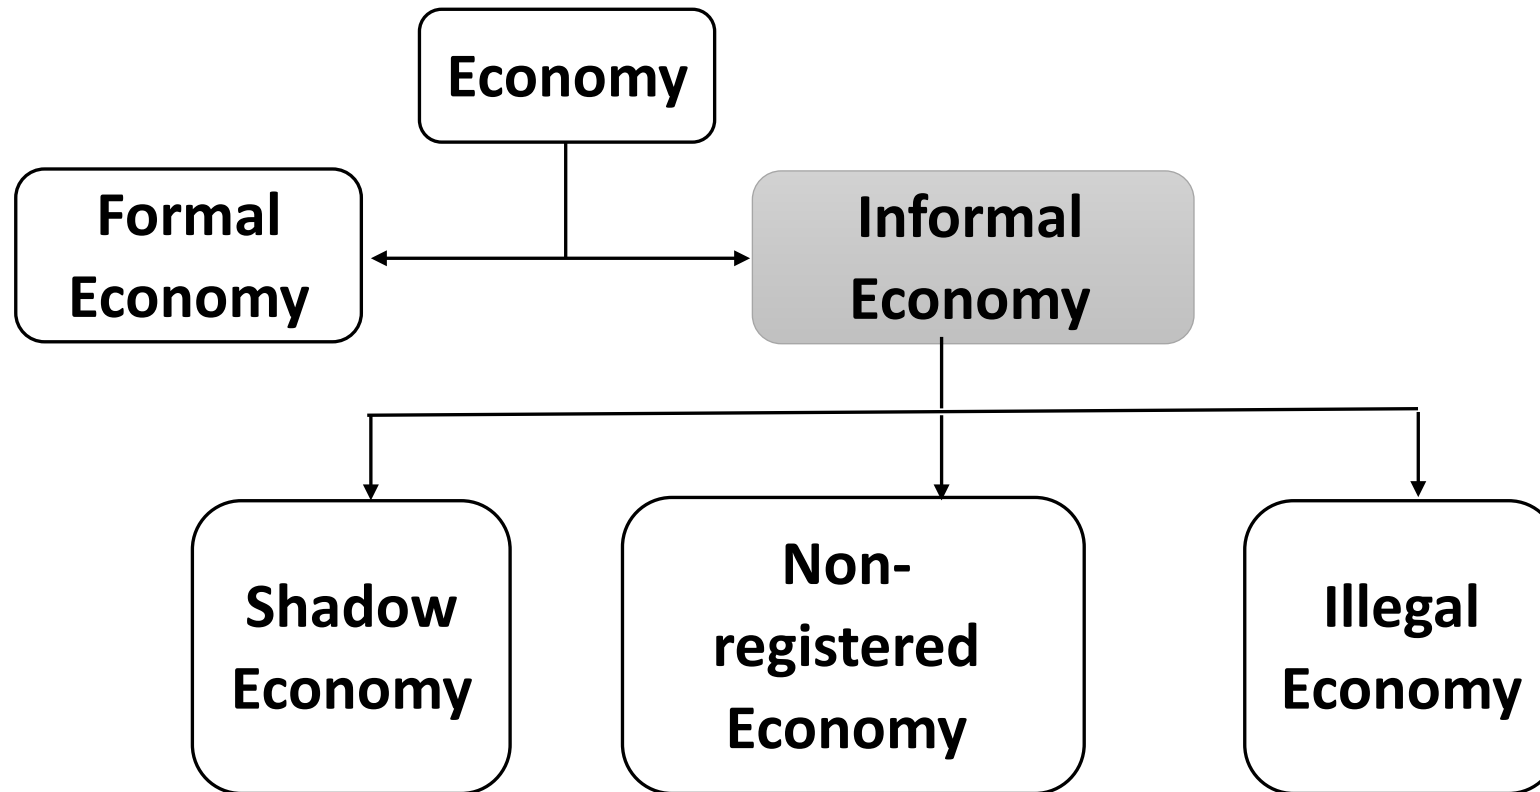 Economy
Formal
Economy
Informal
Economy
Shadow
Economy
Non-
registered
Economy
Illegal
Economy